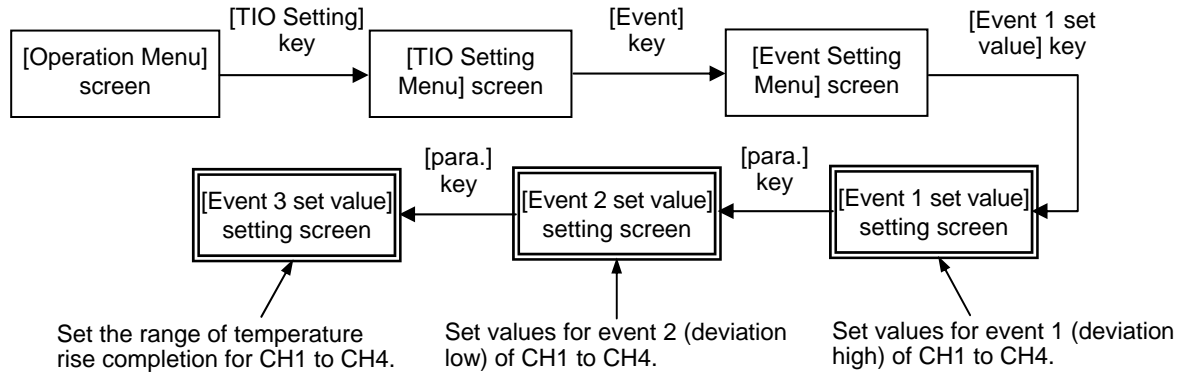 [TIO Setting]
key
[Event]
key
[Event 1 set
value] key
[Operation Menu]
screen
[TIO Setting
Menu] screen
[Event Setting
Menu] screen
[para.]
key
[para.]
key
[Event 3 set value]
setting screen
[Event 2 set value]
setting screen
[Event 1 set value]
setting screen
Set the range of temperature
rise completion for CH1 to CH4.
Set values for event 2 (deviation
low) of CH1 to CH4.
Set values for event 1 (deviation
high) of CH1 to CH4.